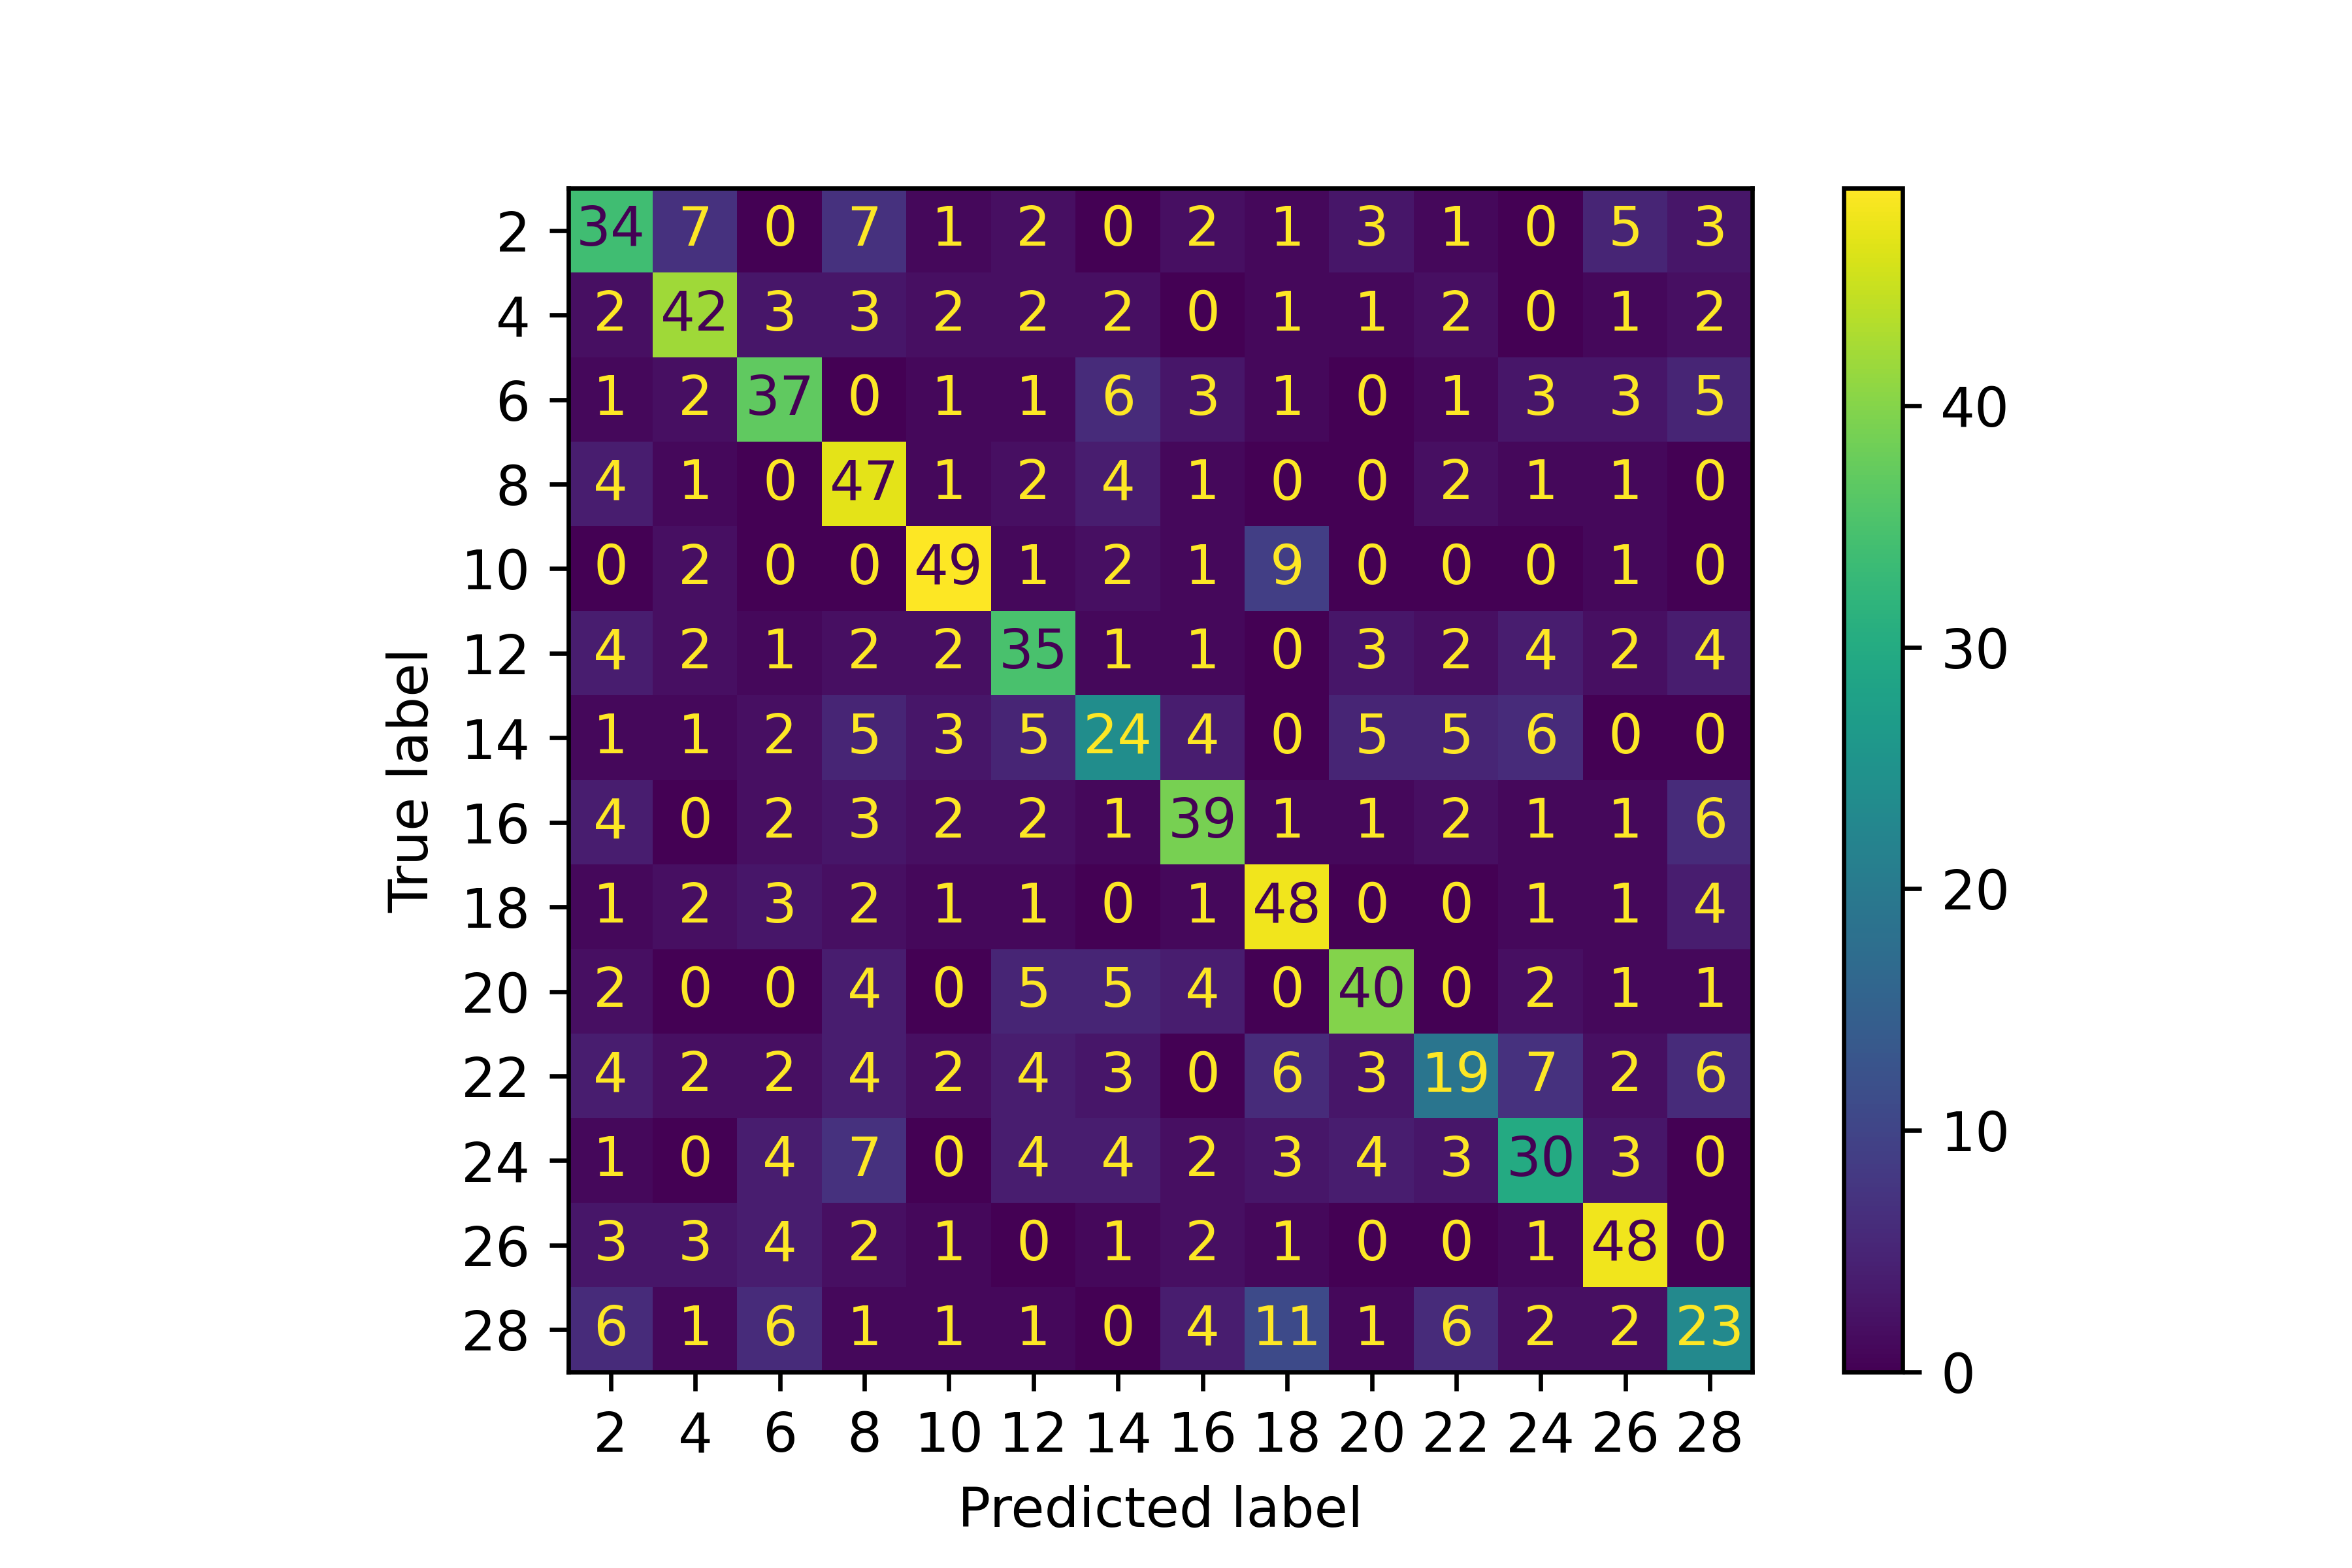 2 34 7 0 7 1 2 0 2 1 3 1 0 5 3
4 2 42 3 3 2 2 2 0 1 1 2 0 1 2
6 1 2 37 0 1 1 6 3 1 0 1 3 3 5
40
8 4 1 0 47 1 2 4 1 0 0 2 1 1 0
10 0 2 0 0 49 1 2 1 9 0 0 0 1 0
12 4 2 1 2 2 35 1 1 0 3 2 4 2 4
30
14 1 1 2 5 3 5 24 4 0 5 5 6 0 0
True label
16 4 0 2 3 2 2 1 39 1 1 2 1 1 6
18 1 2 3 2 1 1 0 1 48 0 0 1 1 4
20
20 2 0 0 4 0 5 5 4 0 40 0 2 1 1
22 4 2 2 4 2 4 3 0 6 3 19 7 2 6
24 1 0 4 7 0 4 4 2 3 4 3 30 3 0
10
26 3 3 4 2 1 0 1 2 1 0 0 1 48 0
28 6 1 6 1 1 1 0 4 11 1 6 2 2 23
0
2 4 6 8 10 12 14 16 18 20 22 24 26 28
Predicted label